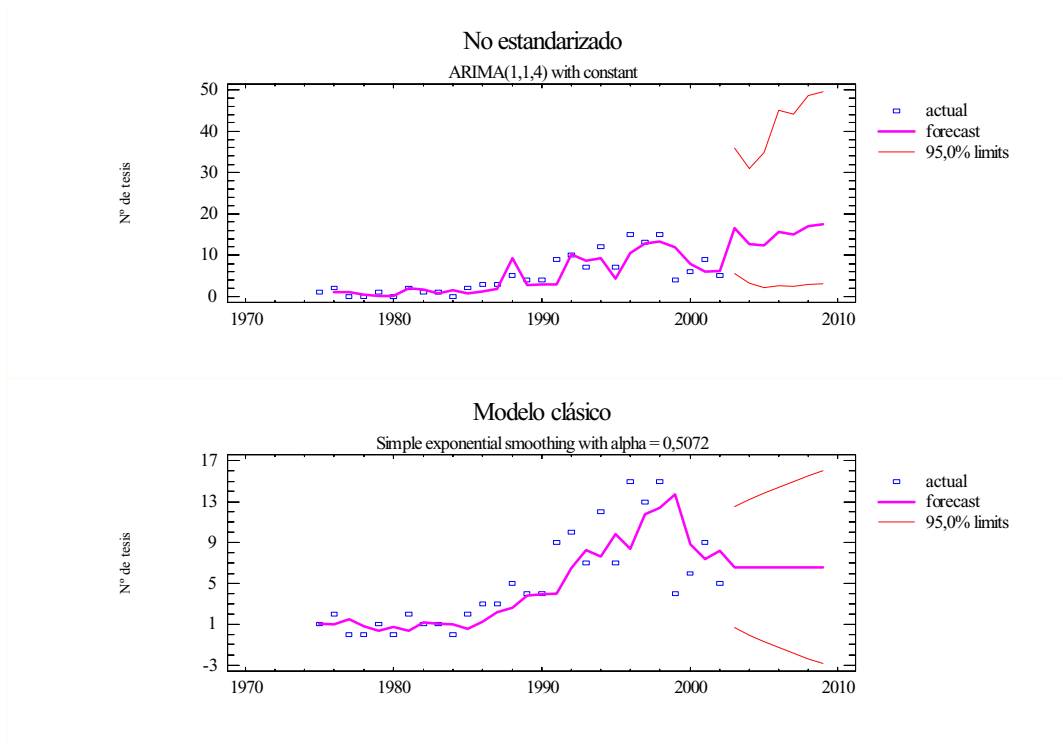 No estandarizado
ARIMA(1,1,4) with constant
50
40
30
20
10
0
Nº de tesis
1970 1980 1990 2000 2010
actual
forecast
95,0% limits
Modelo clásico
Simple exponential smoothing with alpha = 0,5072
17
13
9
5
1
-3
Nº de tesis
1970 1980 1990 2000 2010
actual
forecast
95,0% limits